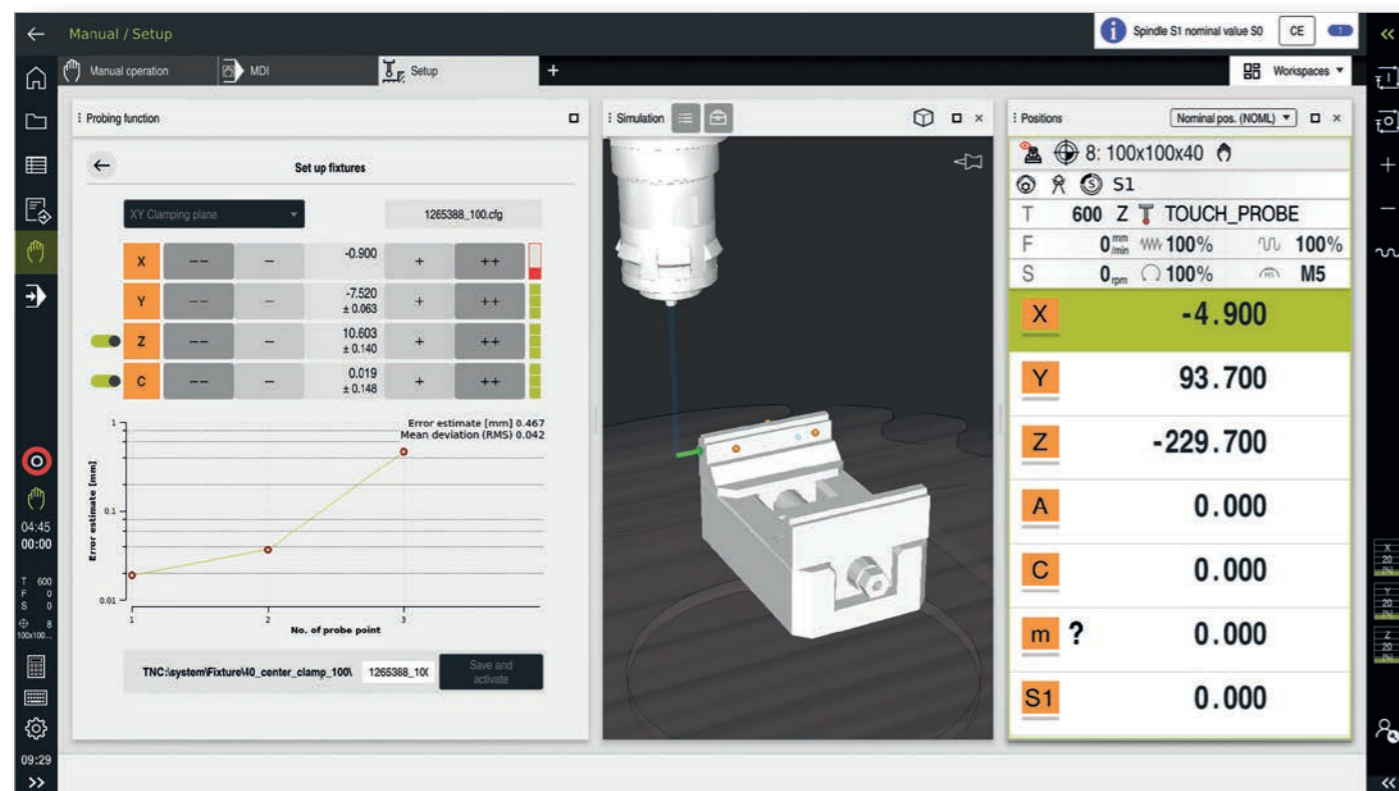 Manual / Setup
Spindle S1 nominal value S0
CE
1
Manual operation
MDI
Setup
+
Workspaces
Probing function
Set up fixtures
XY Clamping plane
1265388_100.cfg
X -- - -0.900 + ++
Y -- - -7.520 ± 0.063 + ++
Z -- - 10.603 ± 0.140 + ++
C -- - 0.019 ± 0.148 + ++
Error estimate [mm] 0.467
Mean deviation (RMS) 0.042
Error estimate [mm]
1
0.1
0.01
1 2 3
No. of probe point
TNC:\system\Fixture\40_center_clamp_100\
1265388_10
Save and activate
Simulation
Positions
Nominal pos. (NOML)
8: 100x100x40
S1
T 600 Z TOUCH_PROBE
F 0 mm/min 100% 100%
S 0 rpm 100% M5
X -4.900
Y 93.700
Z -229.700
A 0.000
C 0.000
m ? 0.000
S1 0.000
04:45
00:00
T 600
F 0
S 0
8
100x100...
09:29
X
20
Y
20
Z
20